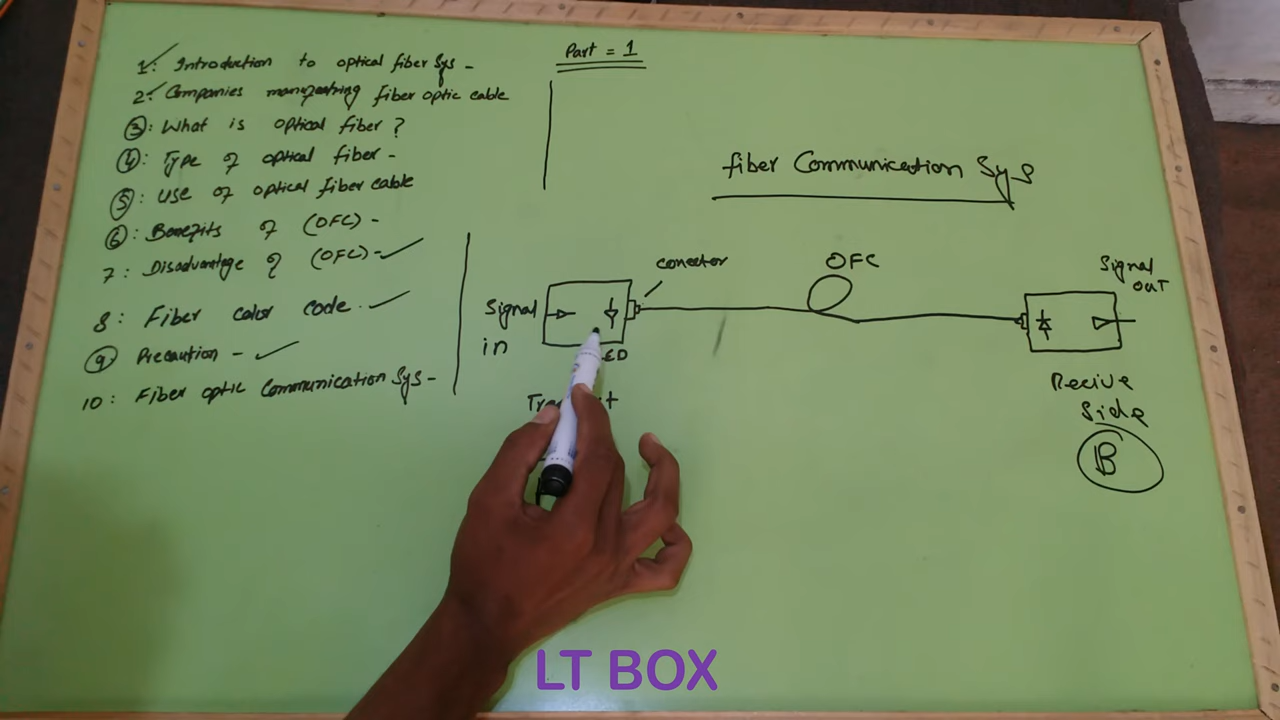 Part = 1
1: Introduction to optical fiber Sys -
2: Companies manufactring fiber optic cable
3: What is optical fiber ?
4: Type of optical fiber -
5: Use of optical fiber cable
6: Benefits of (OFC) -
7: Disadvantage of (OFC) -
8: Fiber color code -
9: Precaution -
10: Fiber optic Communication Sys -
fiber Communication Sys
conector
OFC
Signal out
Signal in
Recive
Side
B
LT BOX